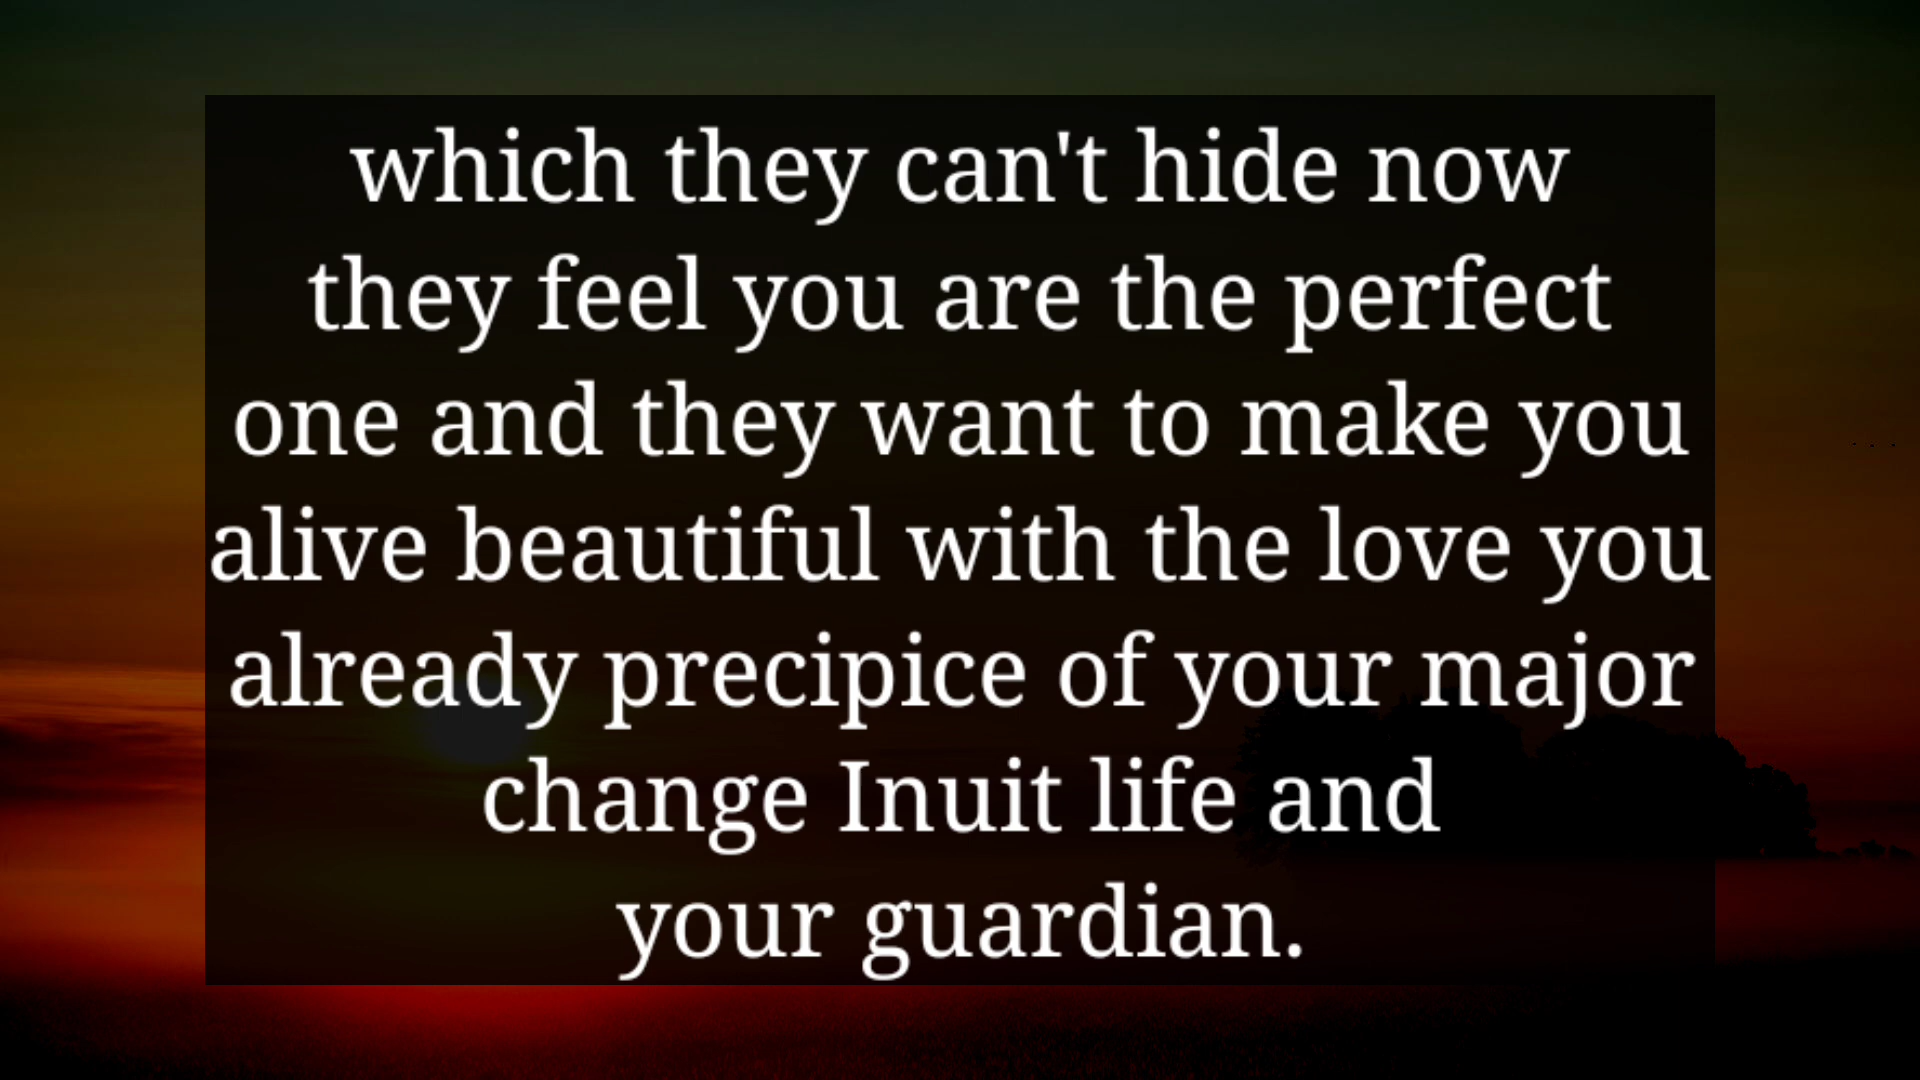 which they can't hide now
they feel you are the perfect
one and they want to make you
alive beautiful with the love you
already precipice of your major
change Inuit life and
your guardian.